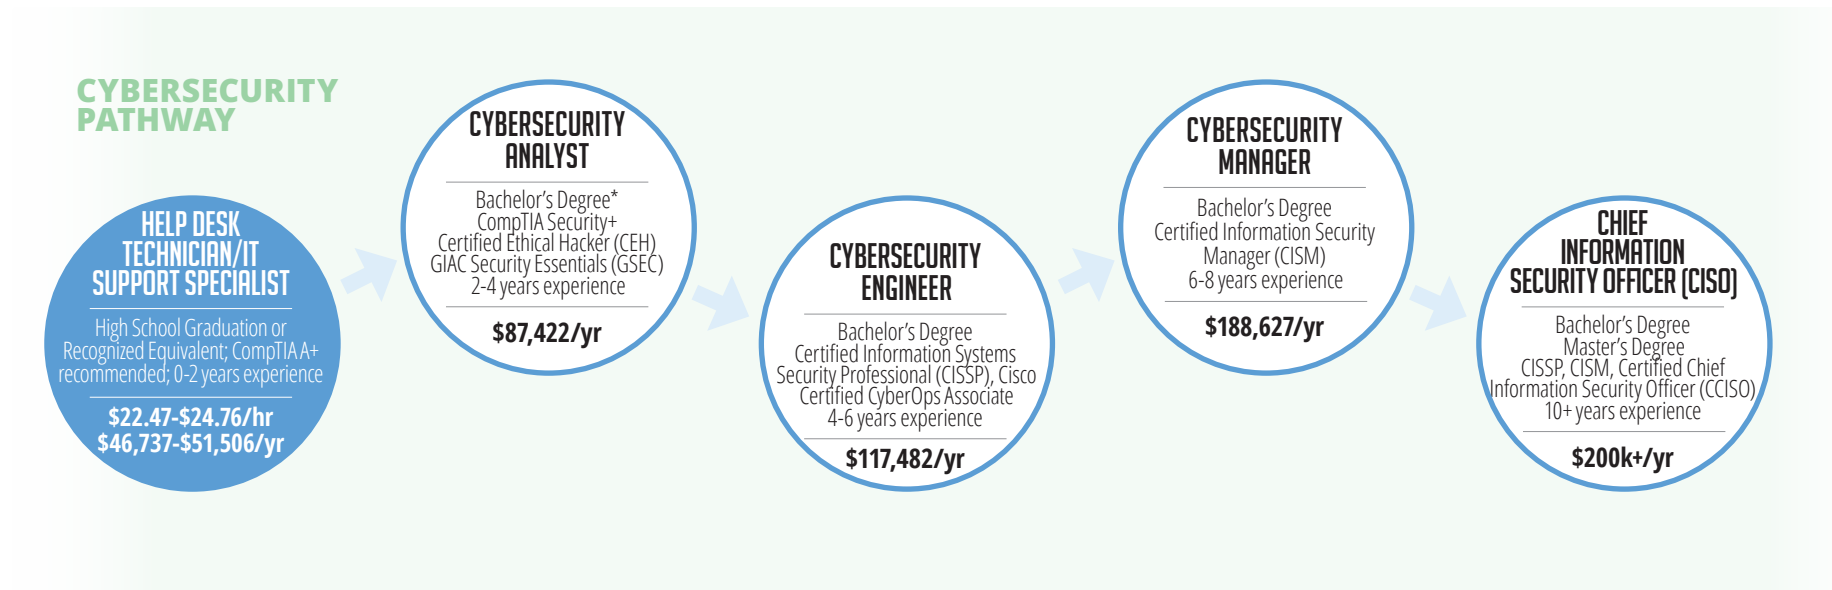 CYBERSECURITY
PATHWAY
HELP DESK
TECHNICIAN/IT
SUPPORT SPECIALIST
High School Graduation or
Recognized Equivalent; CompTIA A+
recommended; 0-2 years experience
$22.47-$24.76/hr
$46,737-$51,506/yr
CYBERSECURITY
ANALYST
Bachelor’s Degree*
CompTIA Security+
Certified Ethical Hacker (CEH)
GIAC Security Essentials (GSEC)
2-4 years experience
$87,422/yr
CYBERSECURITY
ENGINEER
Bachelor’s Degree
Certified Information Systems
Security Professional (CISSP), Cisco
Certified CyberOps Associate
4-6 years experience
$117,482/yr
CYBERSECURITY
MANAGER
Bachelor’s Degree
Certified Information Security
Manager (CISM)
6-8 years experience
$188,627/yr
CHIEF
INFORMATION
SECURITY OFFICER (CISO)
Bachelor’s Degree
Master’s Degree
CISSP, CISM, Certified Chief
Information Security Officer (CCISO)
10+ years experience
$200k+/yr